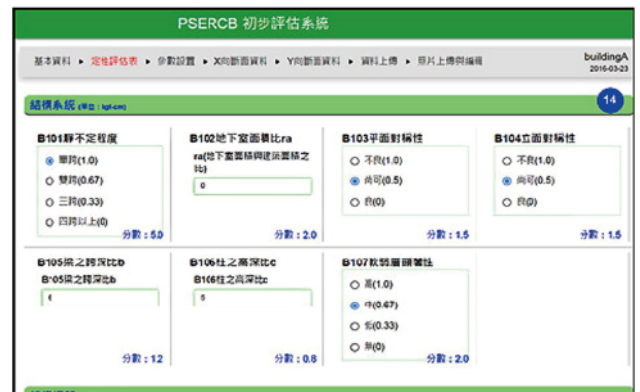 PSERCB 初步評估系統
基本資料 ▸ 定性評估表 ▸ 參數設置 ▸ X向斷面資料 ▸ Y向斷面資料 ▸ 資料上傳 ▸ 照片上傳與編輯
buildingA
2016-03-23
結構系統 (單位 : kgf-cm)
14
B101靜不定程度
單跨(1.0)
雙跨(0.67)
三跨(0.33)
四跨以上(0)
分數 : 5.0
B102地下室面積比ra
ra(地下室面積與建築面積之比)
0
分數 : 2.0
B103平面對稱性
不良(1.0)
尚可(0.5)
良(0)
分數 : 1.5
B104立面對稱性
不良(1.0)
尚可(0.5)
良(0)
分數 : 1.5
B105梁之跨深比b
B105梁之跨深比b
6
分數 : 1.2
B106柱之高深比c
B106柱之高深比c
分數 : 0.8
B107軟弱層顯著性
高(1.0)
中(0.67)
低(0.33)
無(0)
分數 : 2.0